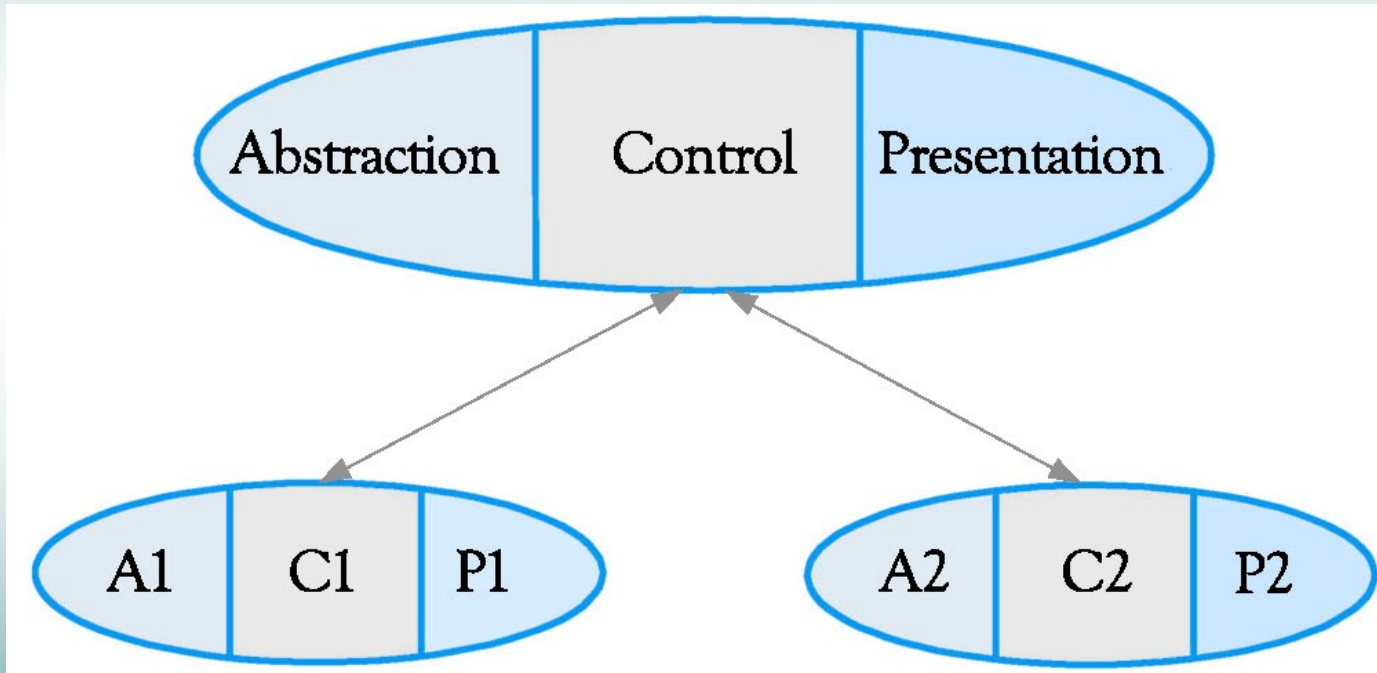 Abstraction Control Presentation
A1 C1 P1 A2 C2 P2